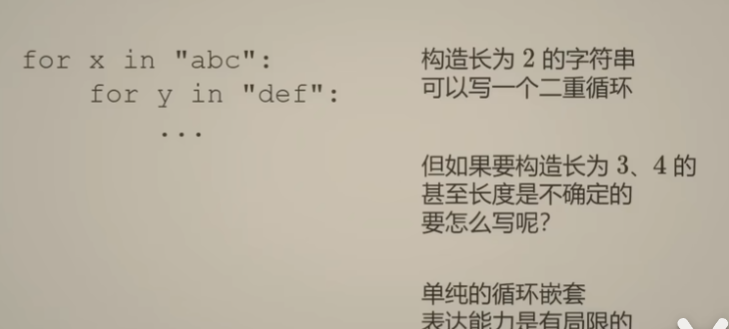 for x in "abc":
for y in "def":
...
构造长为 2 的字符串
可以写一个二重循环
但如果要构造长为 3、4 的
甚至长度是不确定的
要怎么写呢?
单纯的循环嵌套
表达能力是有局限的